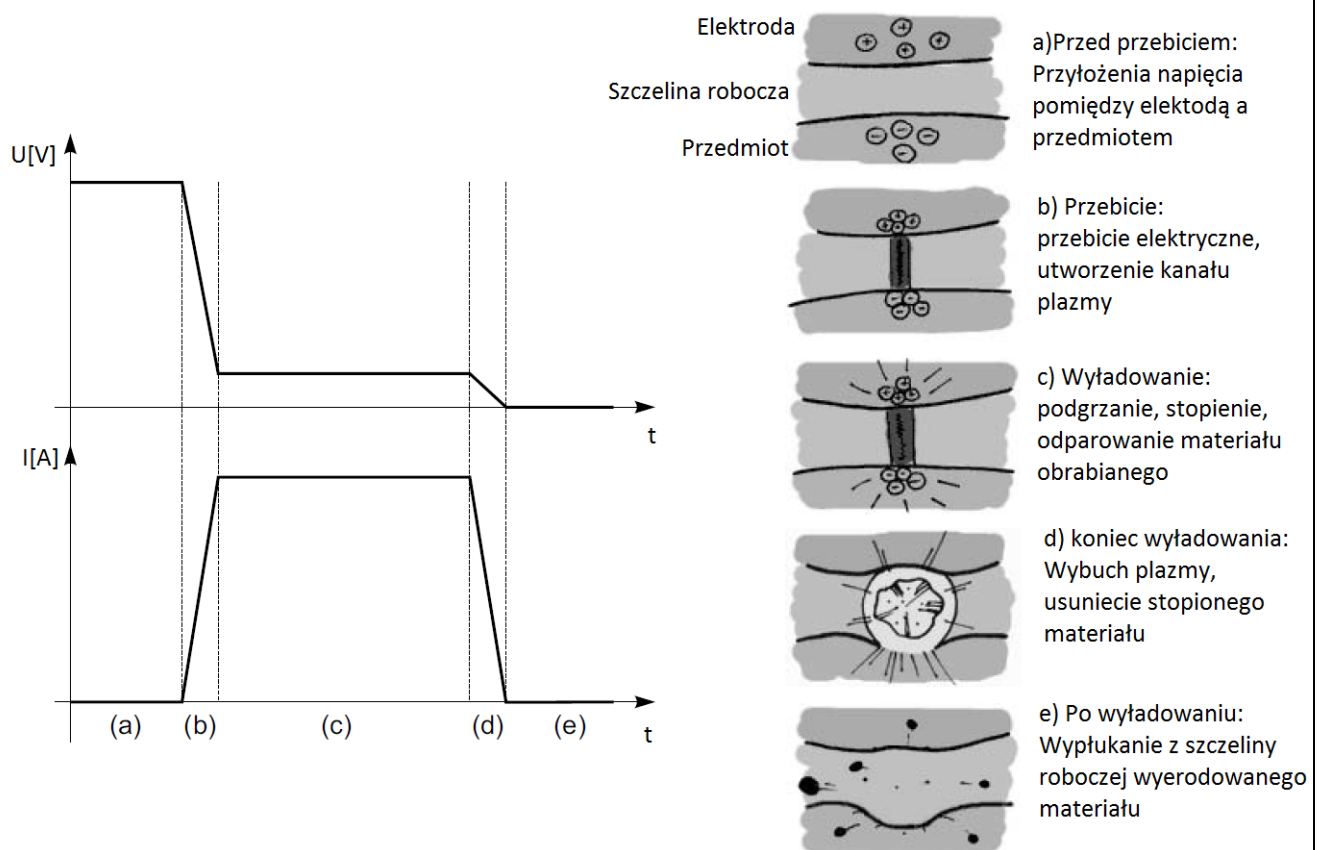 U[V]
t
I[A]
(a)
(b)
(c)
(d)
(e)
t
Elektroda
Szczelina robocza
Przedmiot
a)Przed przebiciem:
Przyłożenia napięcia
pomiędzy elektodą a
przedmiotem
b) Przebicie:
przebicie elektryczne,
utworzenie kanału
plazmy
c) Wyładowanie:
podgrzanie, stopienie,
odparowanie materiału
obrabianego
d) koniec wyładowania:
Wybuch plazmy,
usuniecie stopionego
materiału
e) Po wyładowaniu:
Wypłukanie z szczeliny
roboczej wyerodowanego
materiału